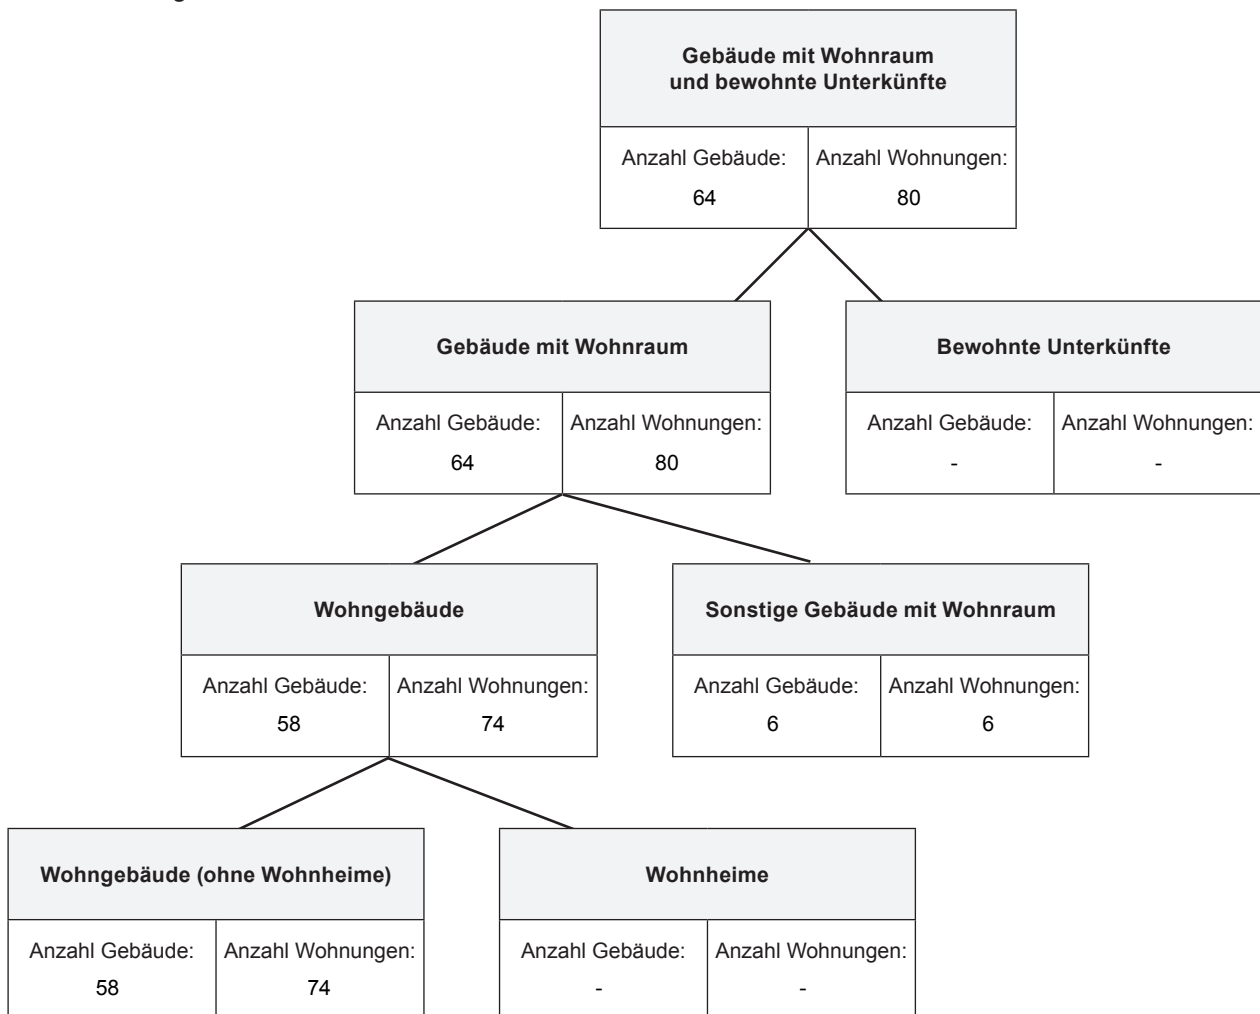 Gebäude mit Wohnraum
und bewohnte Unterkünfte
Anzahl Gebäude: Anzahl Wohnungen:
64 80
Gebäude mit Wohnraum Bewohnte Unterkünfte
Anzahl Gebäude: Anzahl Wohnungen: Anzahl Gebäude: Anzahl Wohnungen:
64 80 - -
Wohngebäude Sonstige Gebäude mit Wohnraum
Anzahl Gebäude: Anzahl Wohnungen: Anzahl Gebäude: Anzahl Wohnungen:
58 74 6 6
Wohngebäude (ohne Wohnheime) Wohnheime
Anzahl Gebäude: Anzahl Wohnungen: Anzahl Gebäude: Anzahl Wohnungen:
58 74 - -